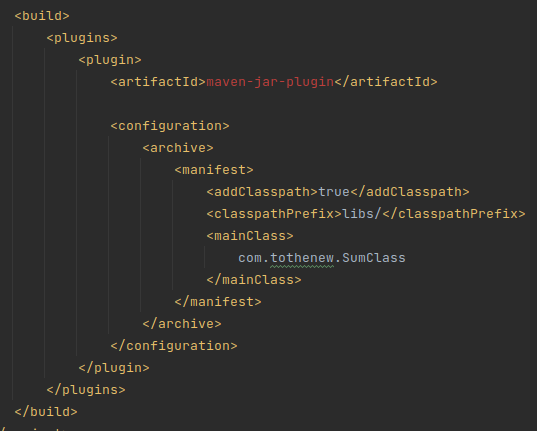 <build>
<plugins>
<plugin>
<artifactId>maven-jar-plugin</artifactId>
<configuration>
<archive>
<manifest>
<addClasspath>true</addClasspath>
<classpathPrefix>libs/</classpathPrefix>
<mainClass>
com.tothenew.SumClass
</mainClass>
</manifest>
</archive>
</configuration>
</plugin>
</plugins>
</build>